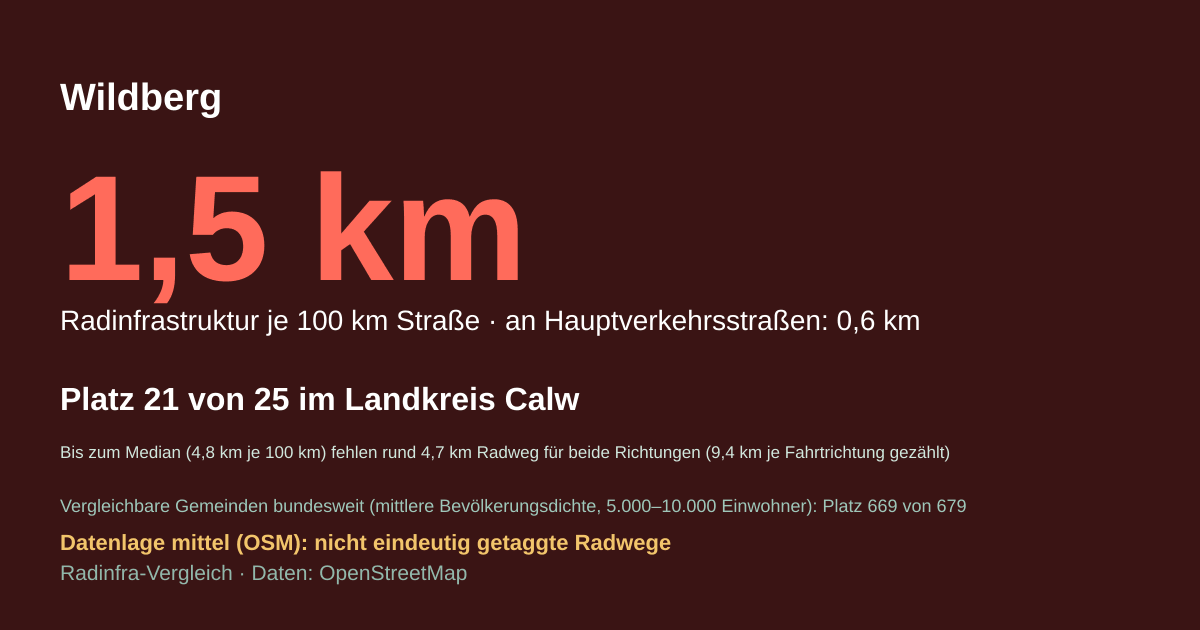 Wildberg
1,5 km
Radinfrastruktur je 100 km Straße · an Hauptverkehrsstraßen: 0,6 km
Platz 21 von 25 im Landkreis Calw
Bis zum Median (4,8 km je 100 km) fehlen rund 4,7 km Radweg für beide Richtungen (9,4 km je Fahrtrichtung gezählt)
Vergleichbare Gemeinden bundesweit (mittlere Bevölkerungsdichte, 5.000–10.000 Einwohner): Platz 669 von 679
Datenlage mittel (OSM): nicht eindeutig getaggte Radwege
Radinfra-Vergleich · Daten: OpenStreetMap